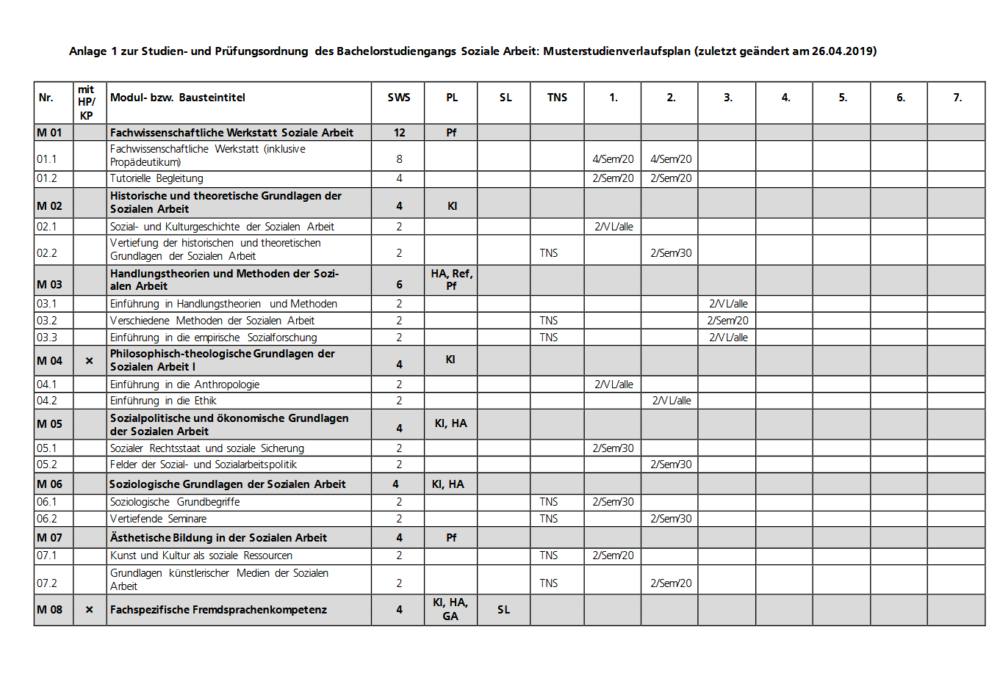 Anlage 1 zur Studien- und Prüfungsordnung des Bachelorstudiengangs Soziale Arbeit: Musterstudienverlaufsplan (zuletzt geändert am 26.04.2019)
Nr. mit HP/ KP Modul- bzw. Bausteintitel SWS PL SL TNS 1. 2. 3. 4. 5. 6. 7.
M 01 Fachwissenschaftliche Werkstatt Soziale Arbeit 12 Pf
Fachwissenschaftliche Werkstatt (inklusive
01.1 Propädeutikum) 8 4/Sem/20 4/Sem/20
01.2 Tutorielle Begleitung 4 2/Sem/20 2/Sem/20
Historische und theoretische Grundlagen der
M 02 Sozialen Arbeit 4 KI
02.1 Sozial- und Kulturgeschichte der Sozialen Arbeit 2 2/VL/alle
Vertiefung der historischen und theoretischen
02.2 Grundlagen der Sozialen Arbeit 2 TNS 2/Sem/30
Handlungstheorien und Methoden der Sozi- HA, Ref,
M 03 alen Arbeit 6 Pf
03.1 Einführung in Handlungstheorien und Methoden 2 2/VL/alle
03.2 Verschiedene Methoden der Sozialen Arbeit 2 TNS 2/Sem/20
03.3 Einführung in die empirische Sozialforschung 2 TNS 2/VL/alle
Philosophisch-theologische Grundlagen der
M 04 × Sozialen Arbeit I 4 KI
04.1 Einführung in die Anthropologie 2 2/VL/alle
04.2 Einführung in die Ethik 2 2/VL/alle
Sozialpolitische und ökonomische Grundlagen
M 05 der Sozialen Arbeit 4 KI, HA
05.1 Sozialer Rechtsstaat und soziale Sicherung 2 2/Sem/30
05.2 Felder der Sozial- und Sozialarbeitspolitik 2 2/Sem/30
M 06 Soziologische Grundlagen der Sozialen Arbeit 4 KI, HA
06.1 Soziologische Grundbegriffe 2 TNS 2/Sem/30
06.2 Vertiefende Seminare 2 TNS 2/Sem/30
M 07 Ästhetische Bildung in der Sozialen Arbeit 4 Pf
07.1 Kunst und Kultur als soziale Ressourcen 2 TNS 2/Sem/20
Grundlagen künstlerischer Medien der Sozialen
07.2 Arbeit 2 TNS 2/Sem/20
M 08 × Fachspezifische Fremdsprachenkompetenz 4 KI, HA, GA SL